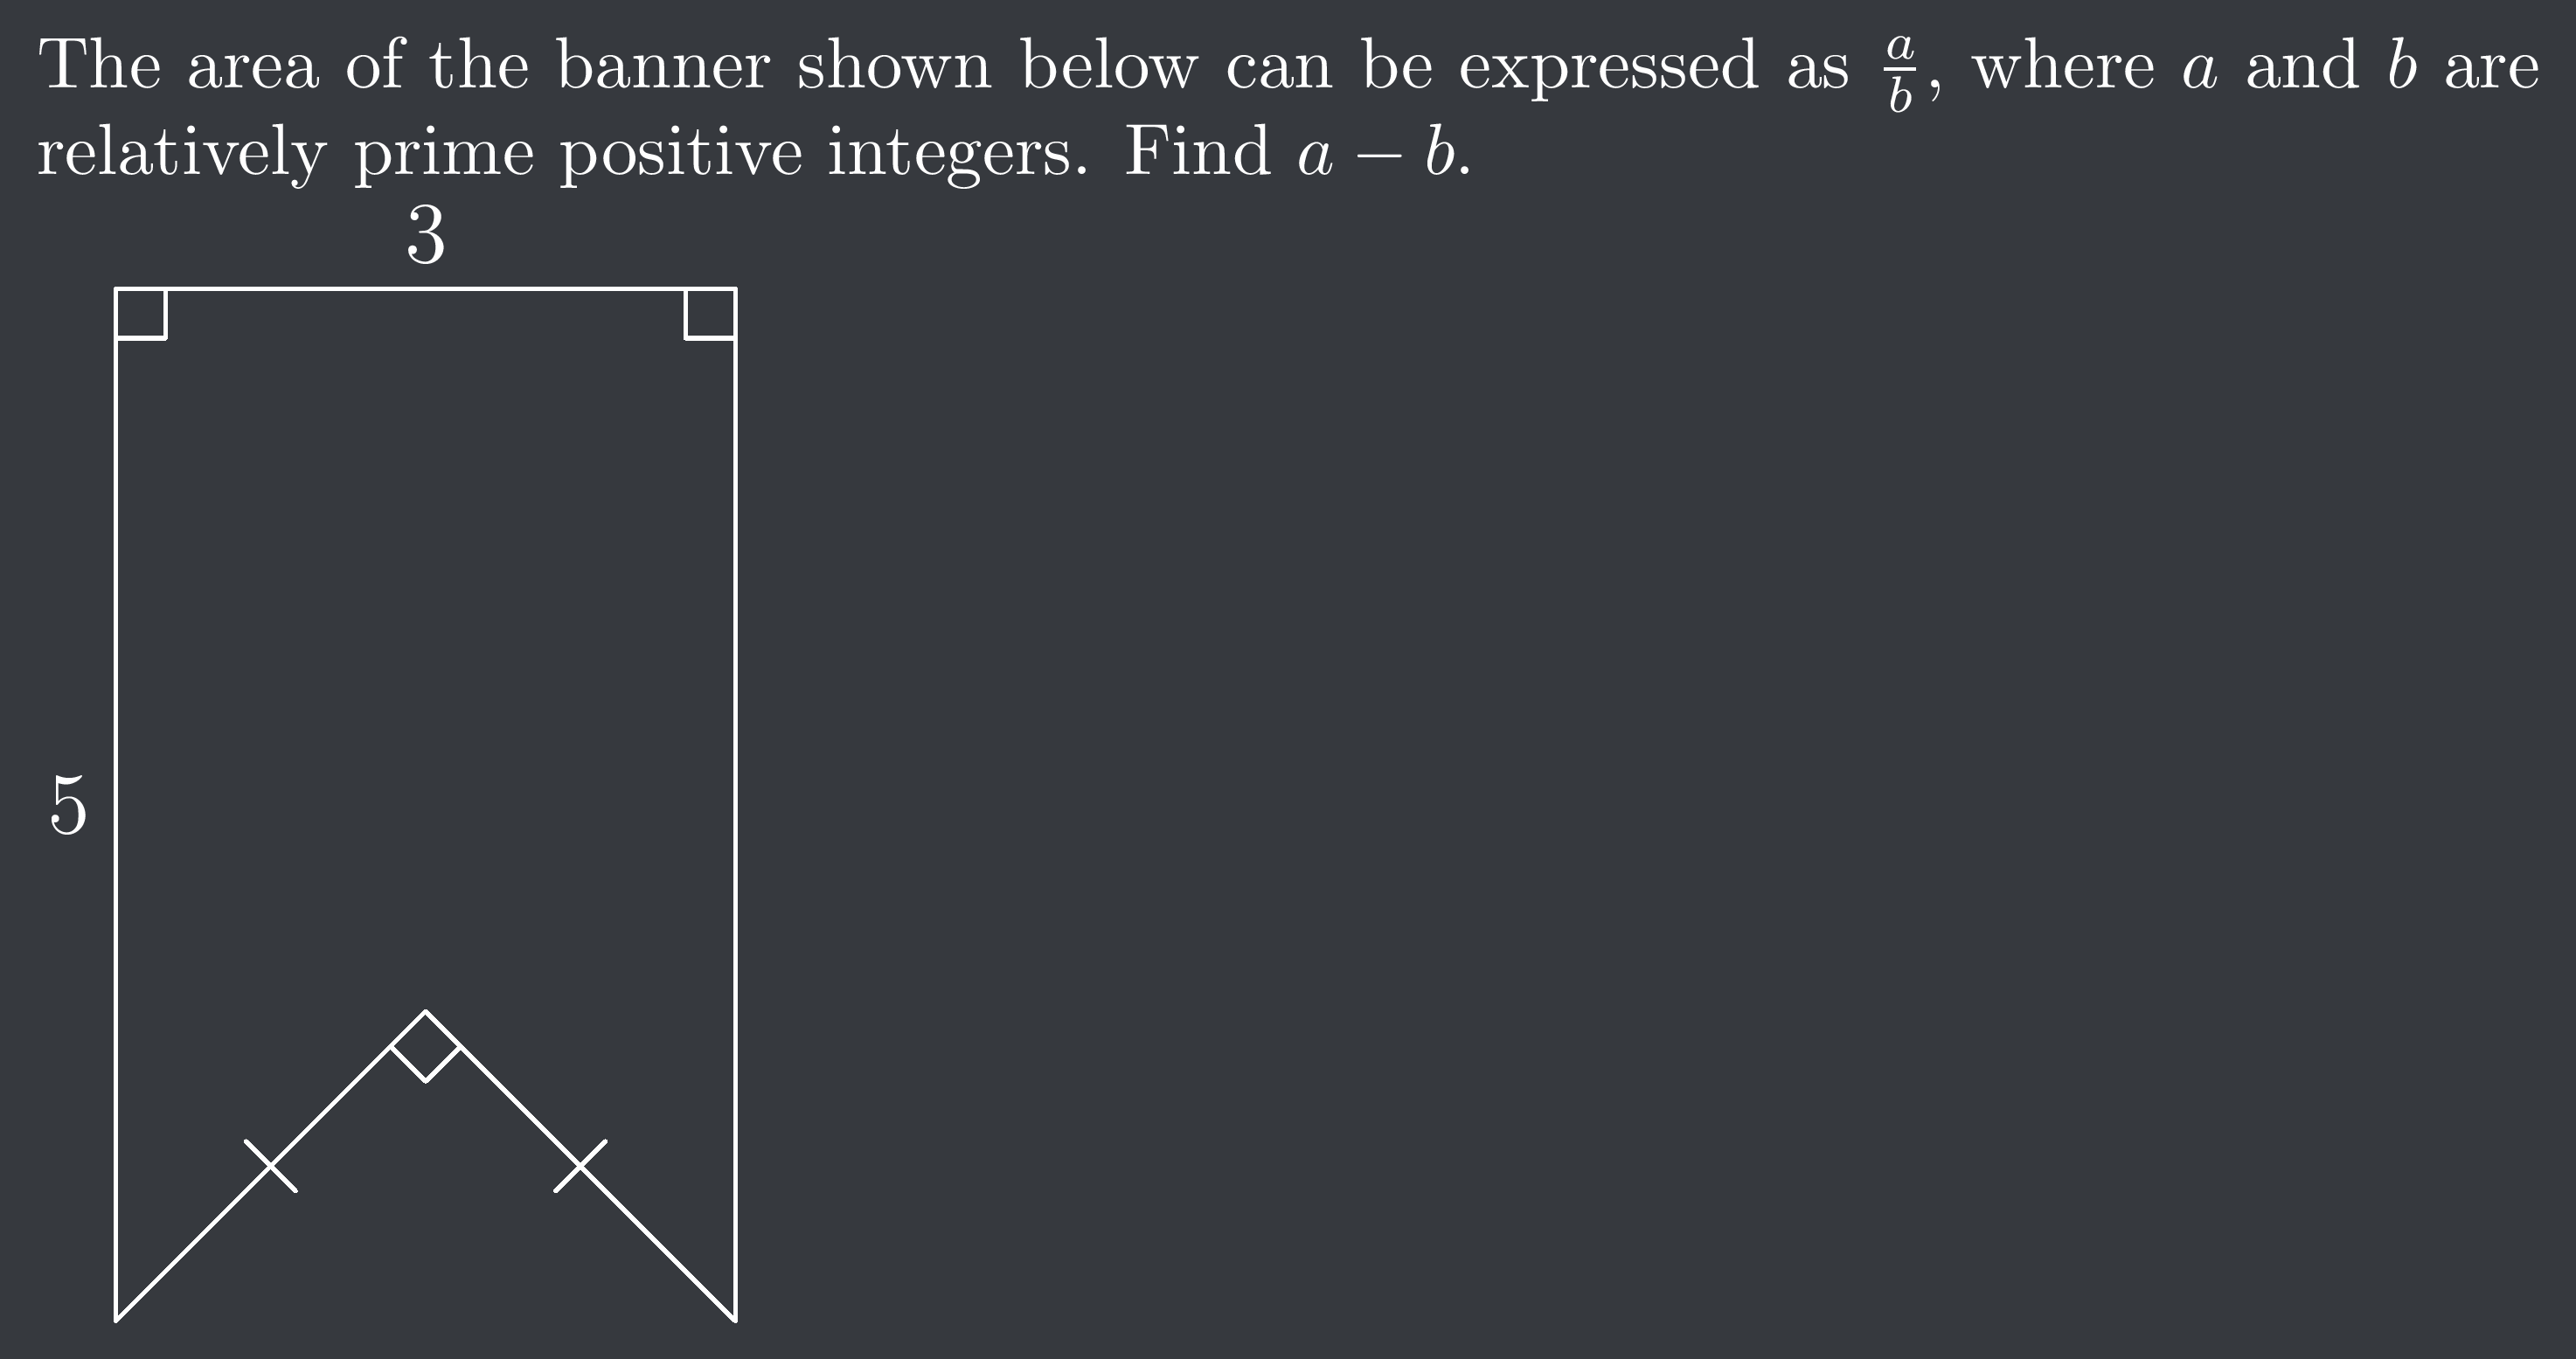 The area of the banner shown below can be expressed as $\frac{a}{b}$, where $a$ and $b$ are
relatively prime positive integers. Find $a - b$.
3
5